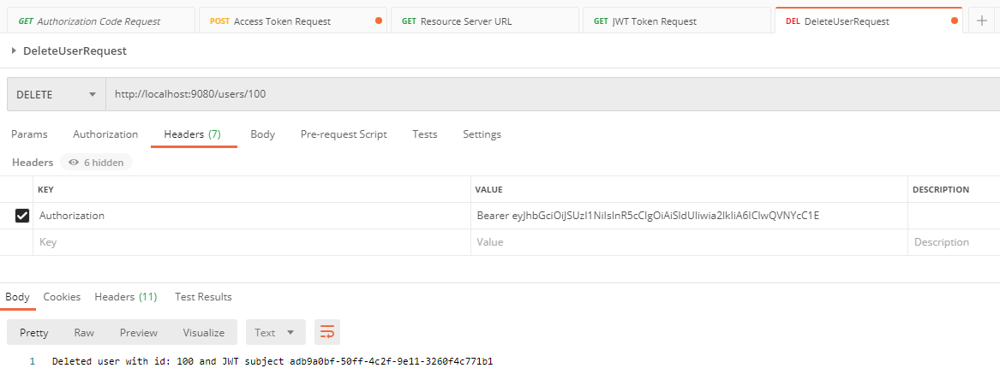 GET Authorization Code Request POST Access Token Request GET Resource Server URL GET JWT Token Request DEL DeleteUserRequest
DeleteUserRequest
DELETE http://localhost:9080/users/100
Params Authorization Headers (7) Body Pre-request Script Tests Settings
Headers 6 hidden
KEY VALUE DESCRIPTION
Authorization Bearer eyJhbGciOiJSUzI1NiIsInR5cCIgOiAiSldUIiwia2lkIiA6ICIwQVNYcC1E
Key Value Description
Body Cookies Headers (11) Test Results
Pretty Raw Preview Visualize Text
1 Deleted user with id: 100 and JWT subject adb9a0bf-50ff-4c2f-9e11-3260f4c771b1